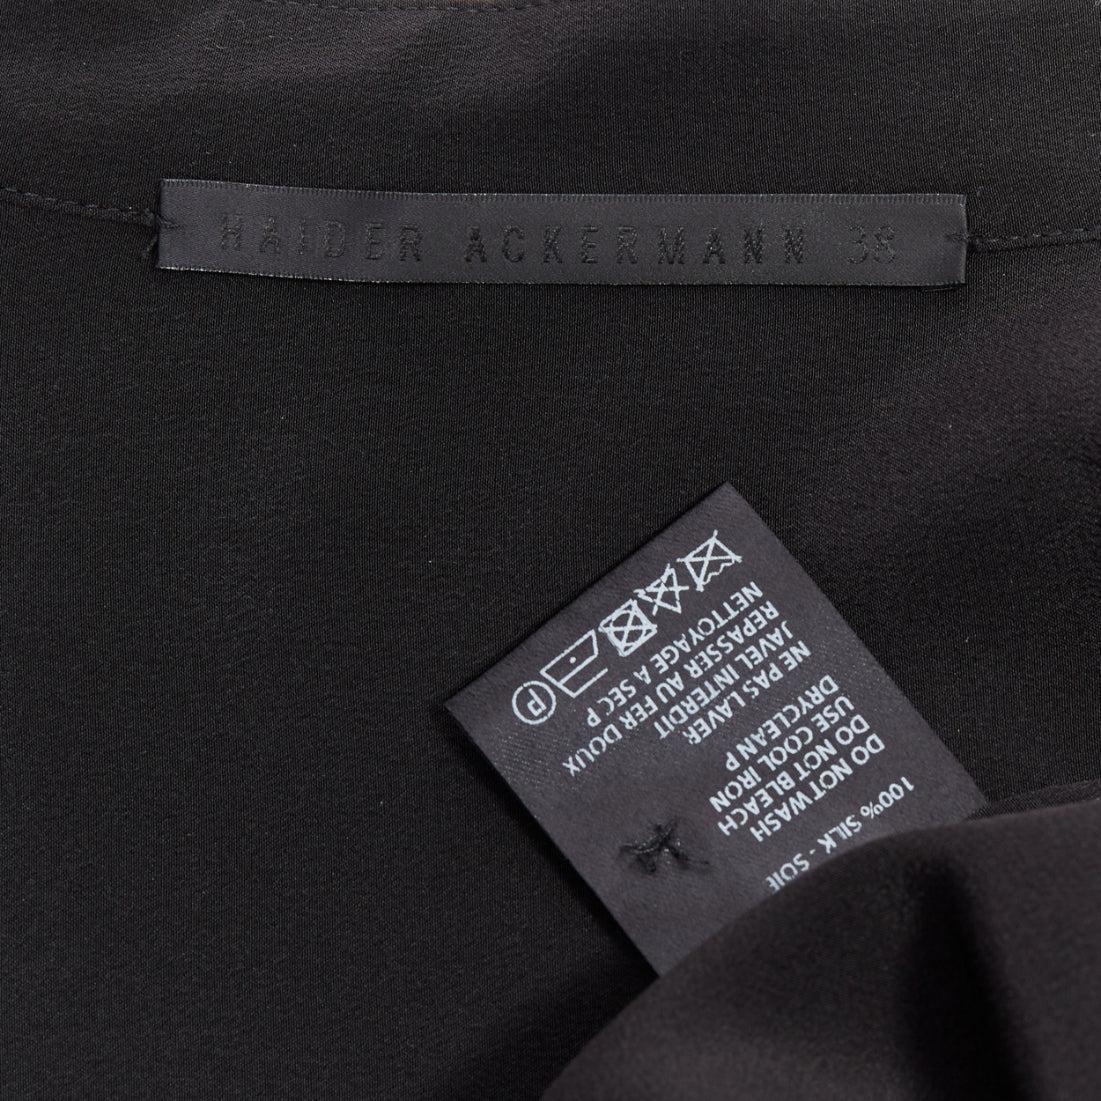 HAIDER ACKERMANN 38
100% SILK - SOIE
DO NOT WASH
DO NOT BLEACH
USE COOL IRON
DRYCLEAN P
NE PAS LAVER
JAVEL INTERDIT
REPASSER AU FER DOUX
NETTOYAGE A SEC P
P